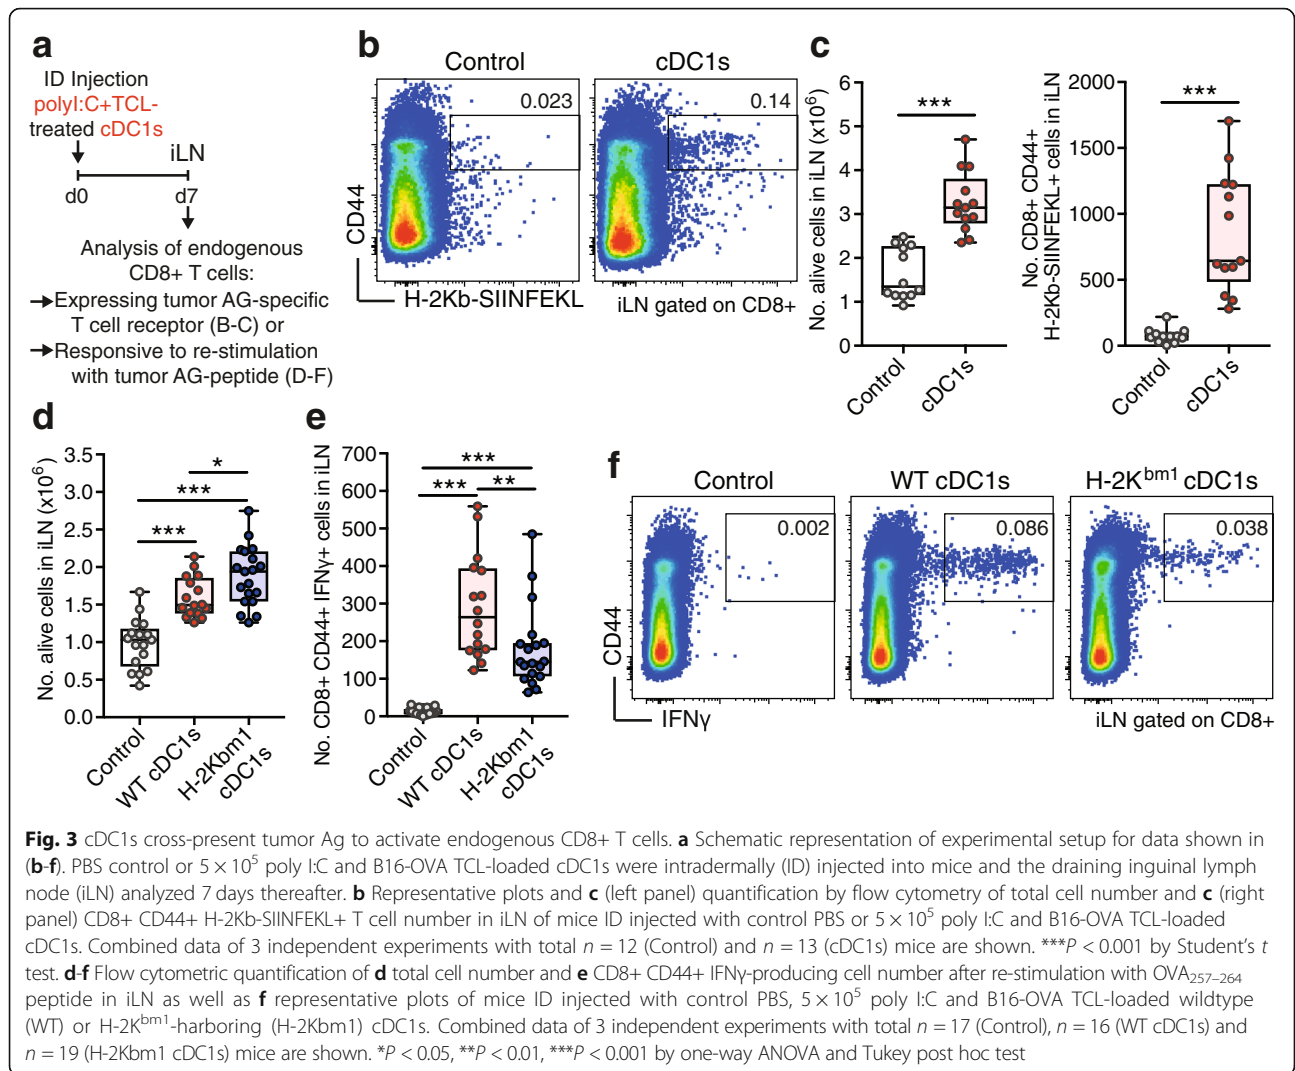 a
ID Injection
polyI:C+TCL-
treated cDC1s
iLN
d0
d7
Analysis of endogenous
CD8+ T cells:
Expressing tumor AG-specific
T cell receptor (B-C) or
Responsive to re-stimulation
with tumor AG-peptide (D-F)
b
Control
cDC1s
0.023
0.14
CD44
H-2Kb-SIINFEKL
iLN gated on CD8+
c
No. alive cells in iLN (x10⁶)
6
5
4
3
2
1
0
***
Control
cDC1s
No. CD8+ CD44+
H-2Kb-SIINFEKL+ cells in iLN
2000
1500
1000
500
0
***
Control
cDC1s
d
No. alive cells in iLN (x10⁶)
3.5
3.0
2.5
2.0
1.5
1.0
0.5
0.0
*
***
***
Control
WT cDC1s
H-2Kbm1
cDC1s
e
No. CD8+ CD44+ IFNγ+ cells in iLN
700
600
500
400
300
200
100
0
***
***
**
Control
WT cDC1s
H-2Kbm1
cDC1s
f
Control
WT cDC1s
H-2Kᵇᵐ¹ cDC1s
0.002
0.086
0.038
CD44
IFNγ
iLN gated on CD8+
Fig. 3 cDC1s cross-present tumor Ag to activate endogenous CD8+ T cells. a Schematic representation of experimental setup for data shown in
(b-f). PBS control or 5 × 10⁵ poly I:C and B16-OVA TCL-loaded cDC1s were intradermally (ID) injected into mice and the draining inguinal lymph
node (iLN) analyzed 7 days thereafter. b Representative plots and c (left panel) quantification by flow cytometry of total cell number and c (right
panel) CD8+ CD44+ H-2Kb-SIINFEKL+ T cell number in iLN of mice ID injected with control PBS or 5 × 10⁵ poly I:C and B16-OVA TCL-loaded
cDC1s. Combined data of 3 independent experiments with total n = 12 (Control) and n = 13 (cDC1s) mice are shown. ***P < 0.001 by Student's t
test. d-f Flow cytometric quantification of d total cell number and e CD8+ CD44+ IFNγ-producing cell number after re-stimulation with OVA₂₅₇₋₂₆₄
peptide in iLN as well as f representative plots of mice ID injected with control PBS, 5 × 10⁵ poly I:C and B16-OVA TCL-loaded wildtype
(WT) or H-2Kᵇᵐ¹-harboring (H-2Kbm1) cDC1s. Combined data of 3 independent experiments with total n = 17 (Control), n = 16 (WT cDC1s) and
n = 19 (H-2Kbm1 cDC1s) mice are shown. *P < 0.05, **P < 0.01, ***P < 0.001 by one-way ANOVA and Tukey post hoc test